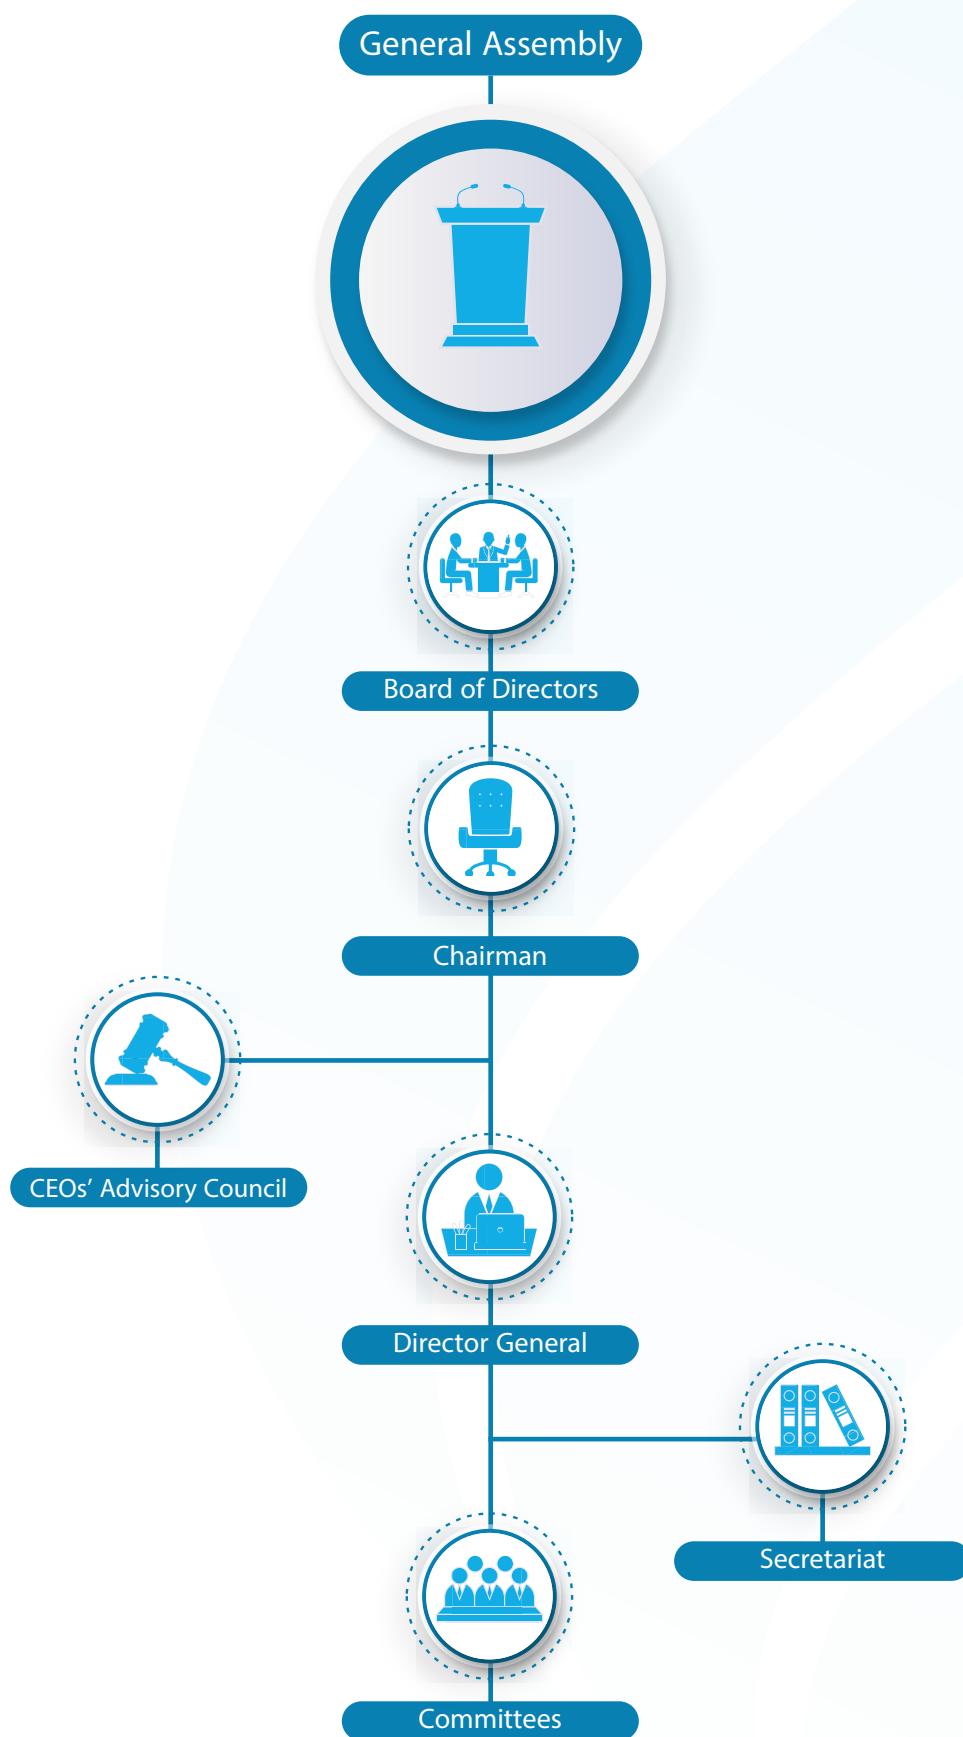 General Assembly
Board of Directors
Chairman
CEOs’ Advisory Council
Director General
Secretariat
Committees